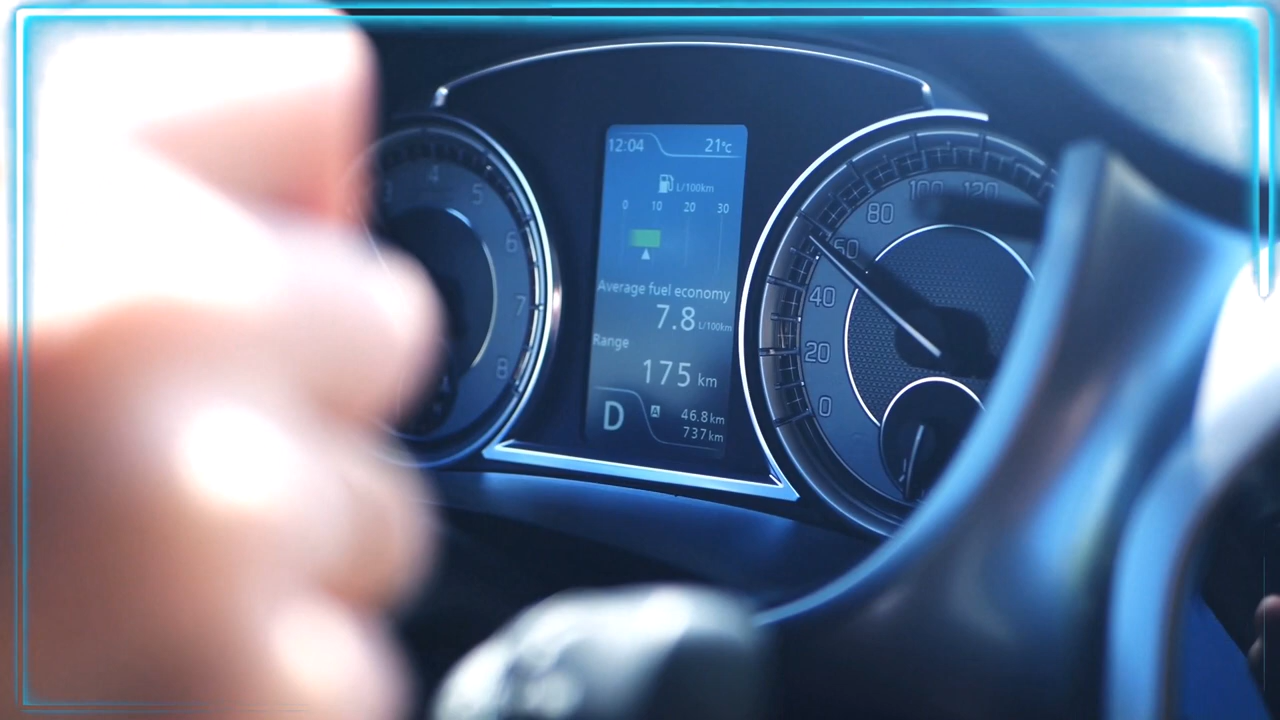 12:04 21°C
L/100km
0 10 20 30
Average fuel economy
7.8 L/100km
Range
175 km
D A 46.8 km
737 km
4
5
6
7
8
0
20
40
60
80
100
120